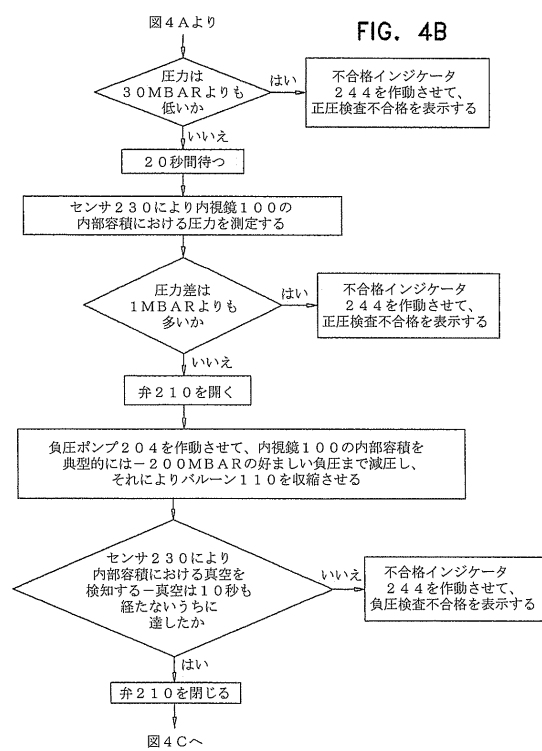 図4Aより
FIG. 4B
圧力は
30MBARよりも
低いか
はい
不合格インジケータ
244を作動させて、
正圧検査不合格を表示する
いいえ
20秒間待つ
センサ230により内視鏡100の
内部容積における圧力を測定する
圧力差は
1MBARよりも
多いか
はい
不合格インジケータ
244を作動させて、
正圧検査不合格を表示する
いいえ
弁210を開く
負圧ポンプ204を作動させて、内視鏡100の内部容積を
典型的には-200MBARの好ましい負圧まで減圧し、
それによりバルーン110を収縮させる
センサ230により
内部容積における真空を
検知する-真空は10秒も
経たないうちに
達したか
いいえ
不合格インジケータ
244を作動させて、
負圧検査不合格を表示する
はい
弁210を閉じる
図4Cへ